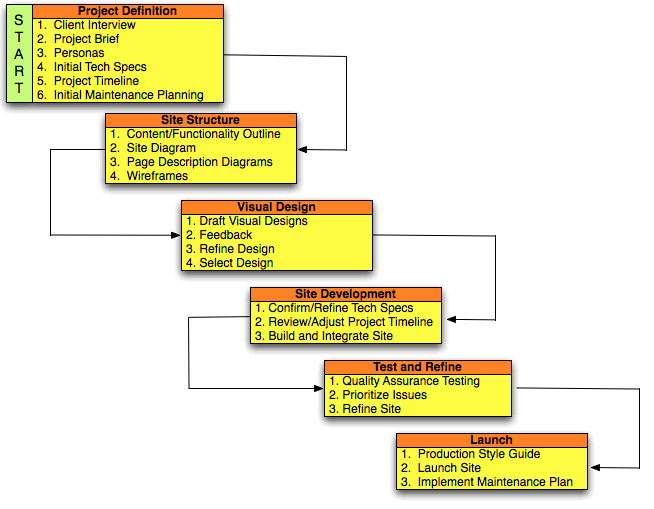 START
Project Definition
1. Client Interview
2. Project Brief
3. Personas
4. Initial Tech Specs
5. Project Timeline
6. Initial Maintenance Planning
Site Structure
1. Content/Functionality Outline
2. Site Diagram
3. Page Description Diagrams
4. Wireframes
Visual Design
1. Draft Visual Designs
2. Feedback
3. Refine Design
4. Select Design
Site Development
1. Confirm/Refine Tech Specs
2. Review/Adjust Project Timeline
3. Build and Integrate Site
Test and Refine
1. Quality Assurance Testing
2. Prioritize Issues
3. Refine Site
Launch
1. Production Style Guide
2. Launch Site
3. Implement Maintenance Plan